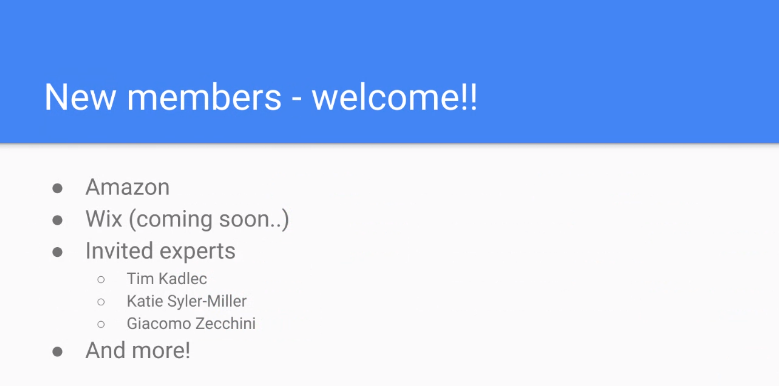 New members - welcome!!
● Amazon
● Wix (coming soon..)
● Invited experts
○ Tim Kadlec
○ Katie Syler-Miller
○ Giacomo Zecchini
● And more!